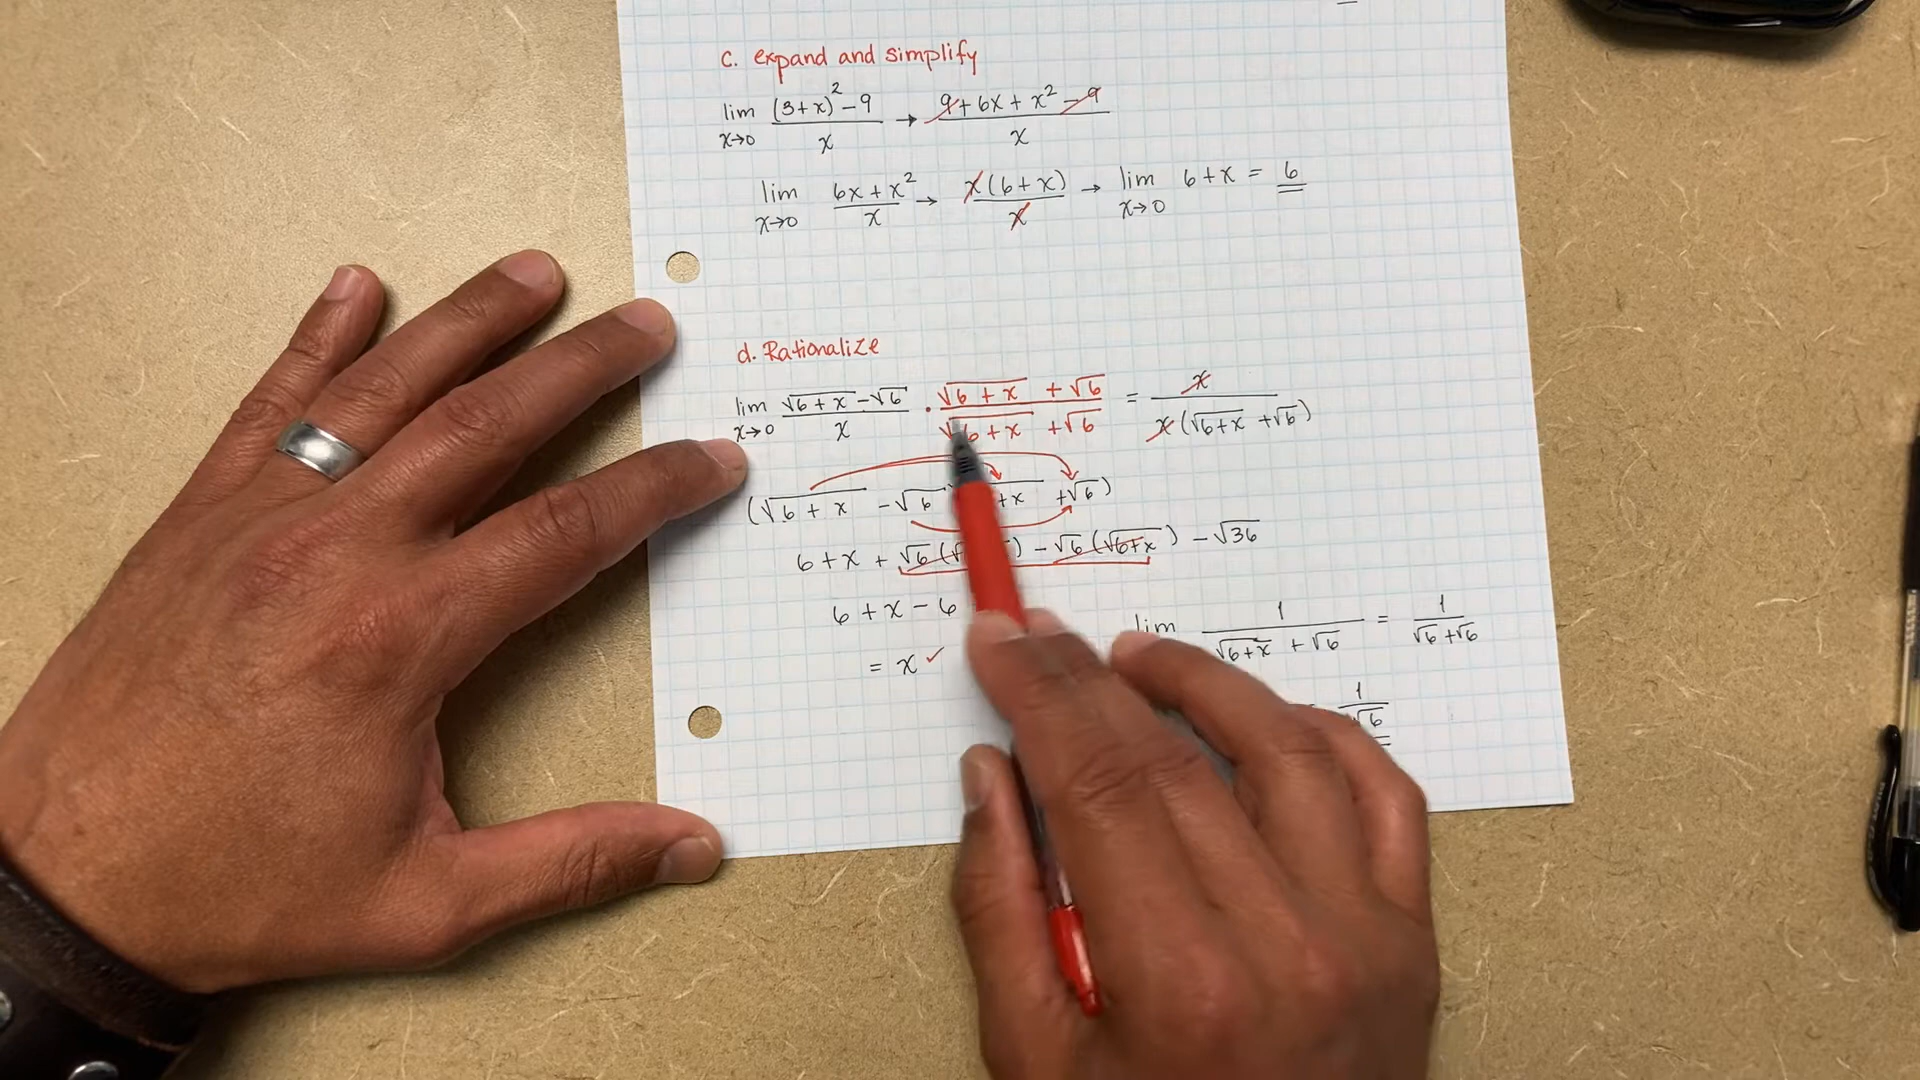 c. expand and simplify
lim x→0 (3+x)² − 9 / x → 9 + 6x + x² − 9 / x
lim x→0 6x + x² / x → x(6+x) / x → lim x→0 6+x = 6
d. Rationalize
lim x→0 √6+x − √6 / x · √6+x + √6 / √6+x + √6 = x / x(√6+x + √6)
(√6+x − √6 +x + √6)
6 + x + √6 (√ ) − √6 (√6+x) − √36
6 + x − 6
= x ✓
lim 1 / √6+x + √6 = 1 / √6 + √6
1 / √6